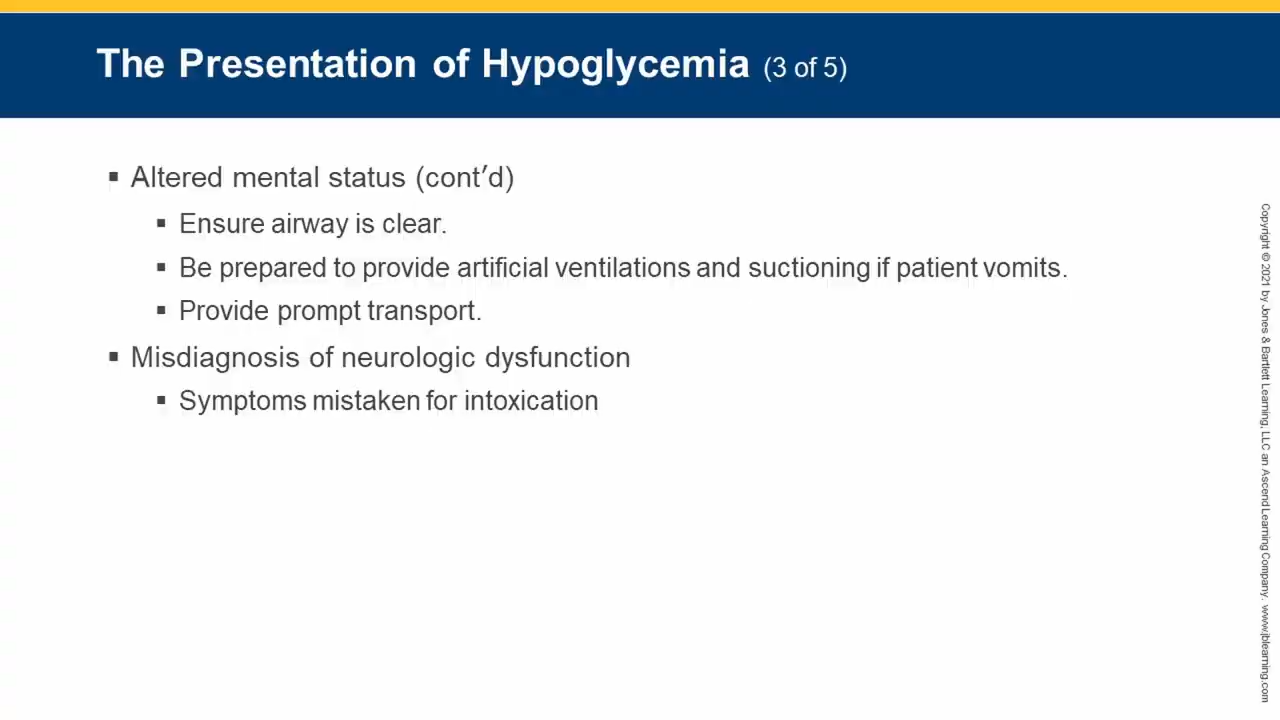 The Presentation of Hypoglycemia (3 of 5)
▪ Altered mental status (cont′d)
▪ Ensure airway is clear.
▪ Be prepared to provide artificial ventilations and suctioning if patient vomits.
▪ Provide prompt transport.
▪ Misdiagnosis of neurologic dysfunction
▪ Symptoms mistaken for intoxication
Copyright © 2021 by Jones & Bartlett Learning, LLC an Ascend Learning Company. www.jblearning.com